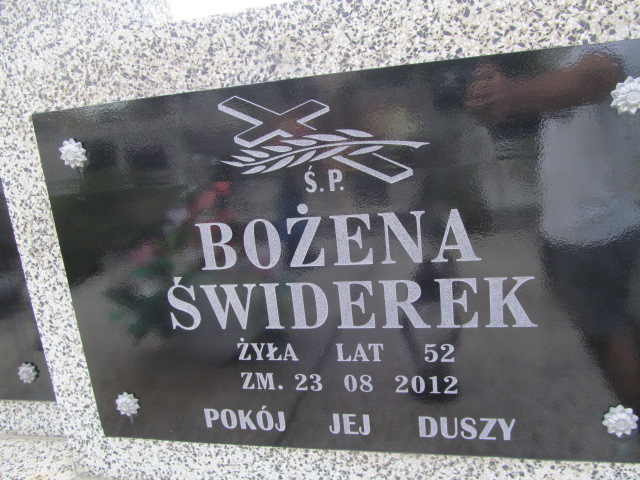 Ś.P.
BOŻENA
ŚWIDEREK
ŻYŁA LAT 52
ZM. 23 08 2012
POKÓJ JEJ DUSZY